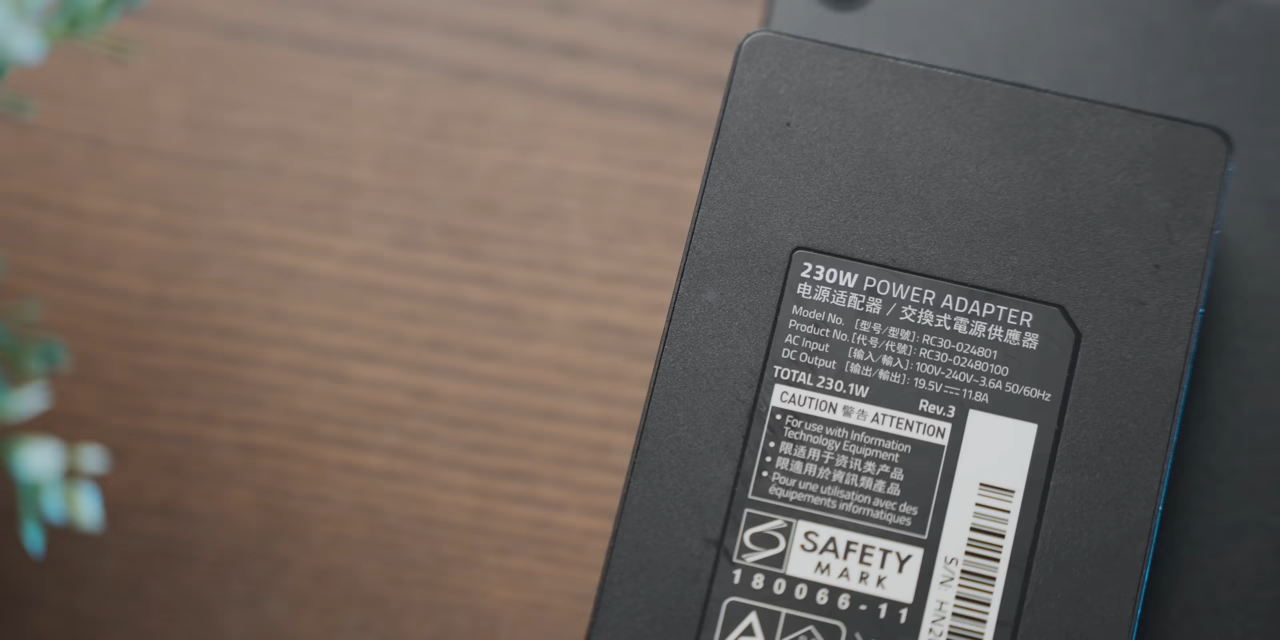 230W POWER ADAPTER
电源适配器 / 交換式電源供應器
Model No. [型号/型號]: RC30-024801
Product No. [代号/代號]: RC30-02480100
AC Input [输入/輸入]: 100V-240V~3.6A 50/60Hz
DC Output [输出/輸出]: 19.5V⎓11.8A
TOTAL 230.1W Rev.3
CAUTION 警告 ATTENTION
• For use with Information
Technology Equipment
• 限适用于资讯类产品
• 限適用於資訊類產品
• Pour une utilisation avec des
équipements informatiques
SAFETY
MARK
180066-11
S/N: HN2